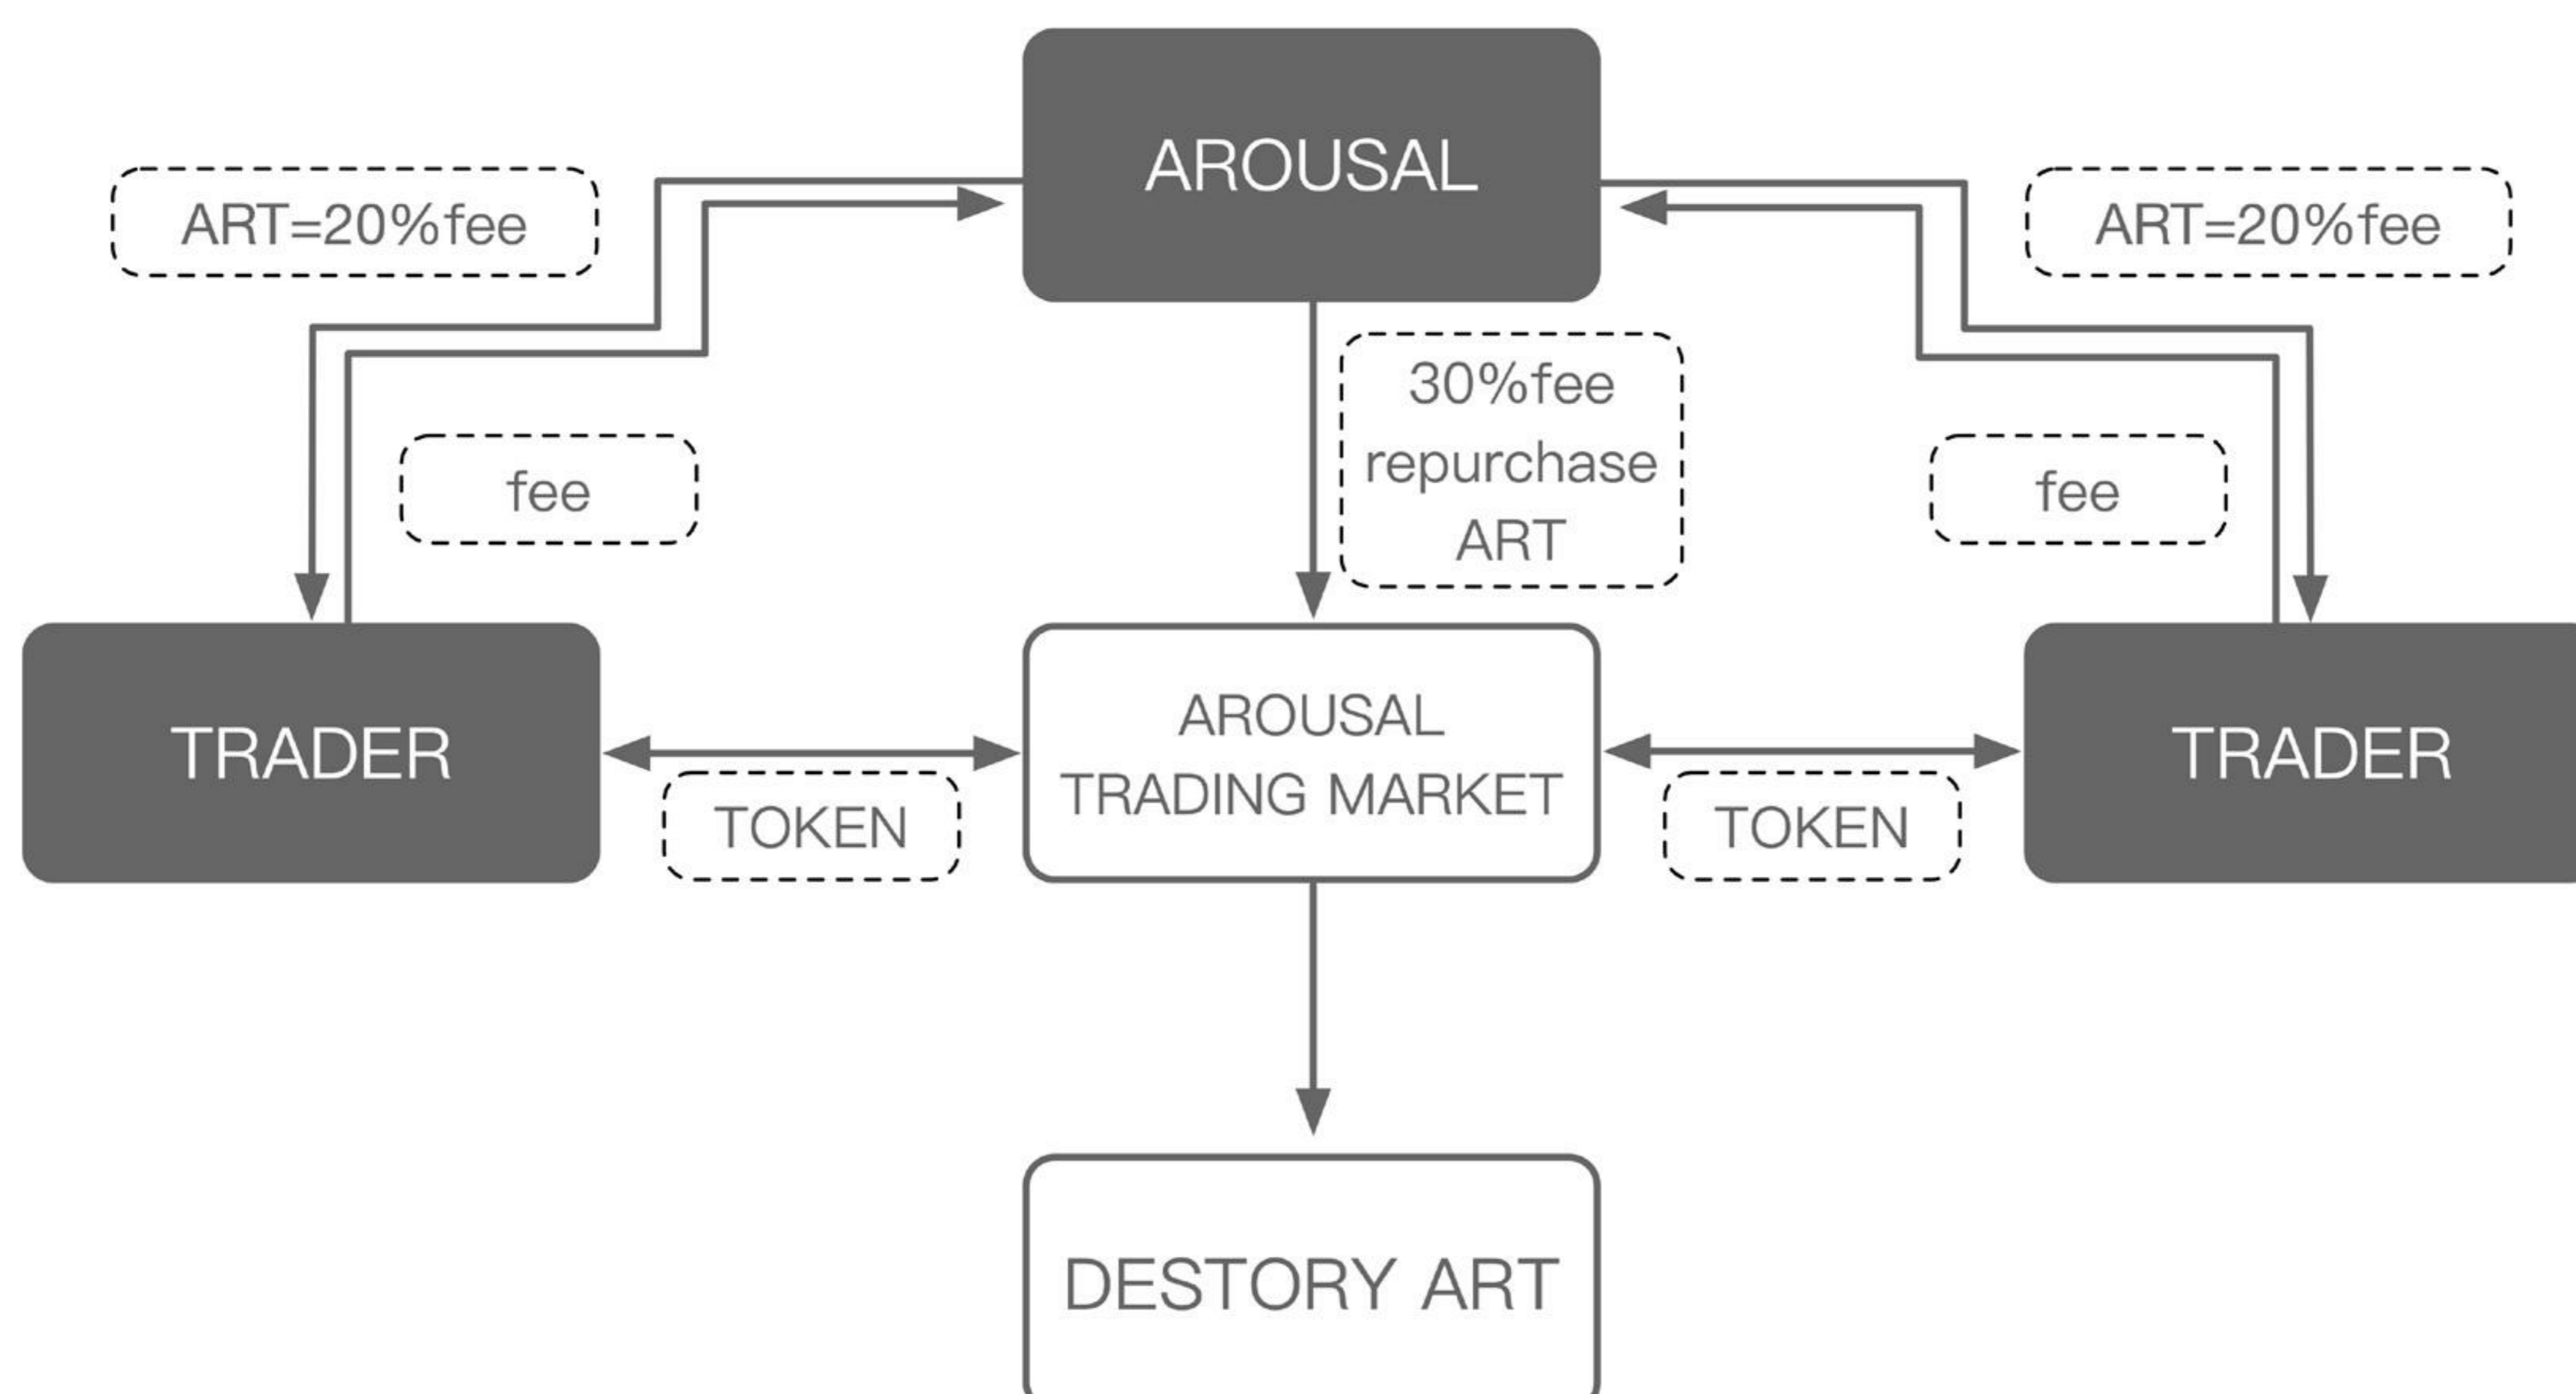 AROUSAL
ART=20%fee
ART=20%fee
30%fee
repurchase
ART
fee
fee
TRADER
AROUSAL
TRADING MARKET
TRADER
TOKEN
TOKEN
DESTORY ART